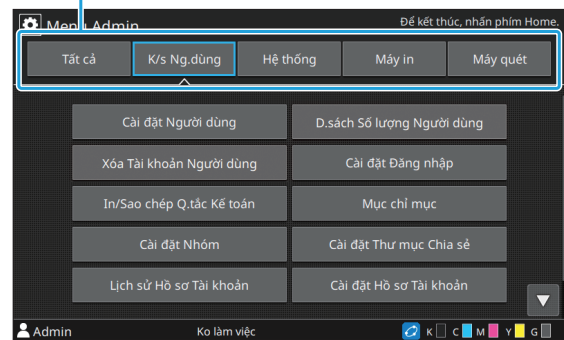 Menu Admin
Để kết thúc, nhấn phím Home.
Tất cả K/s Ng.dùng Hệ thống Máy in Máy quét
Cài đặt Người dùng D.sách Số lượng Người dùng
Xóa Tài khoản Người dùng Cài đặt Đăng nhập
In/Sao chép Q.tắc Kế toán Mục chỉ mục
Cài đặt Nhóm Cài đặt Thư mục Chia sẻ
Lịch sử Hồ sơ Tài khoản Cài đặt Hồ sơ Tài khoản
Admin Ko làm việc K C M Y G